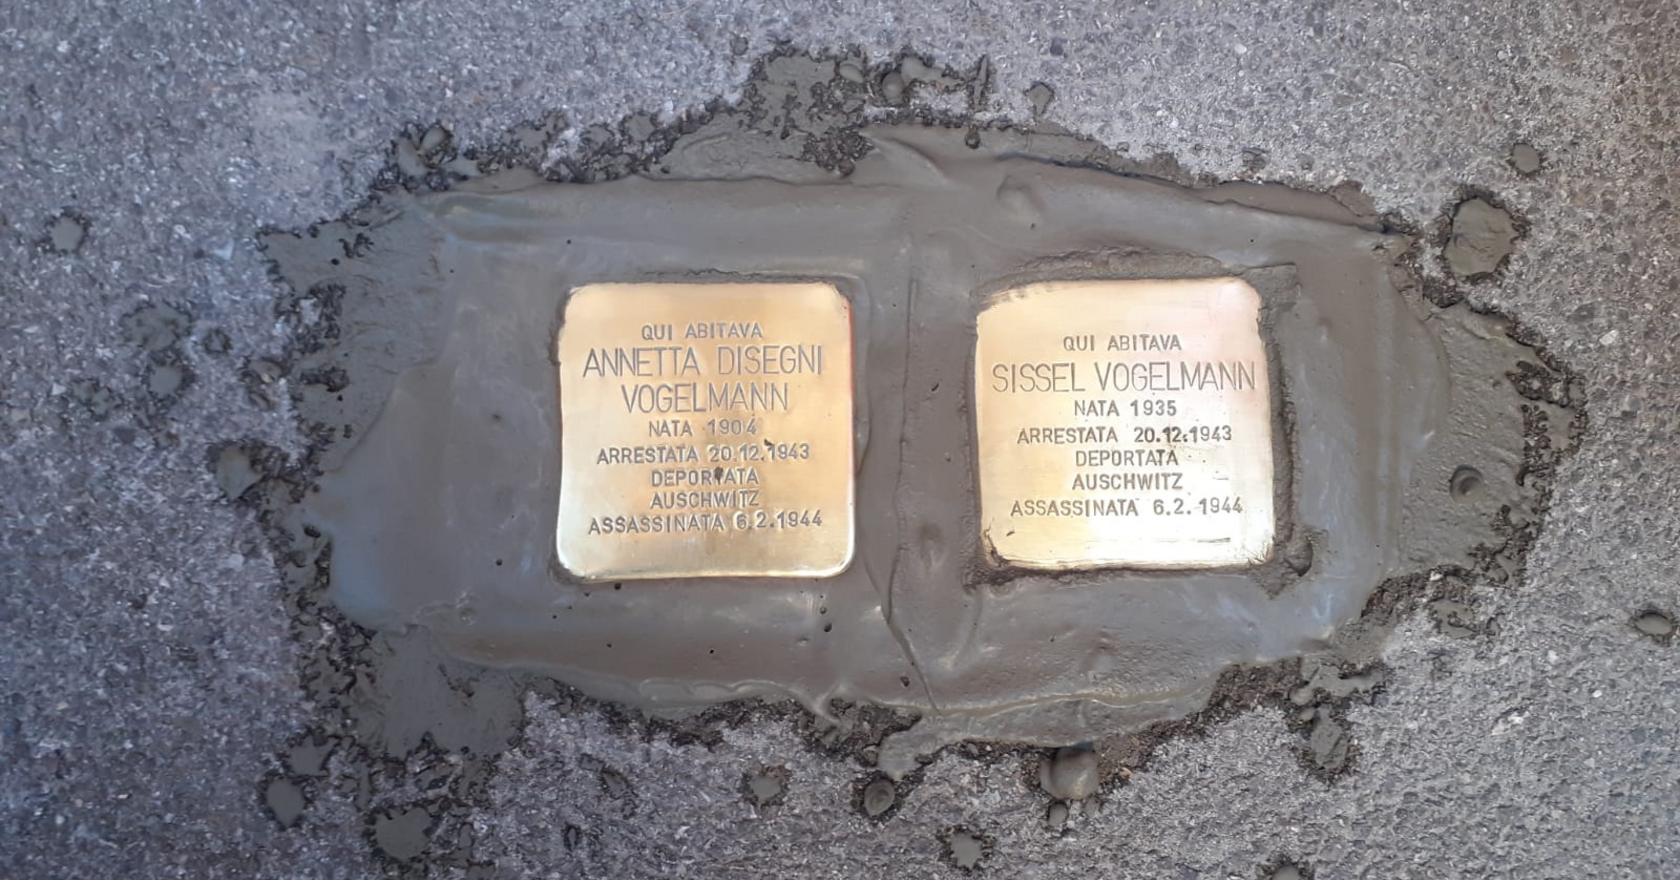 QUI ABITAVA
ANNETTA DISEGNI
VOGELMANN
NATA 1904
ARRESTATA 20.12.1943
DEPORTATA
AUSCHWITZ
ASSASSINATA 6.2.1944
QUI ABITAVA
SISSEL VOGELMANN
NATA 1935
ARRESTATA 20.12.1943
DEPORTATA
AUSCHWITZ
ASSASSINATA 6.2.1944